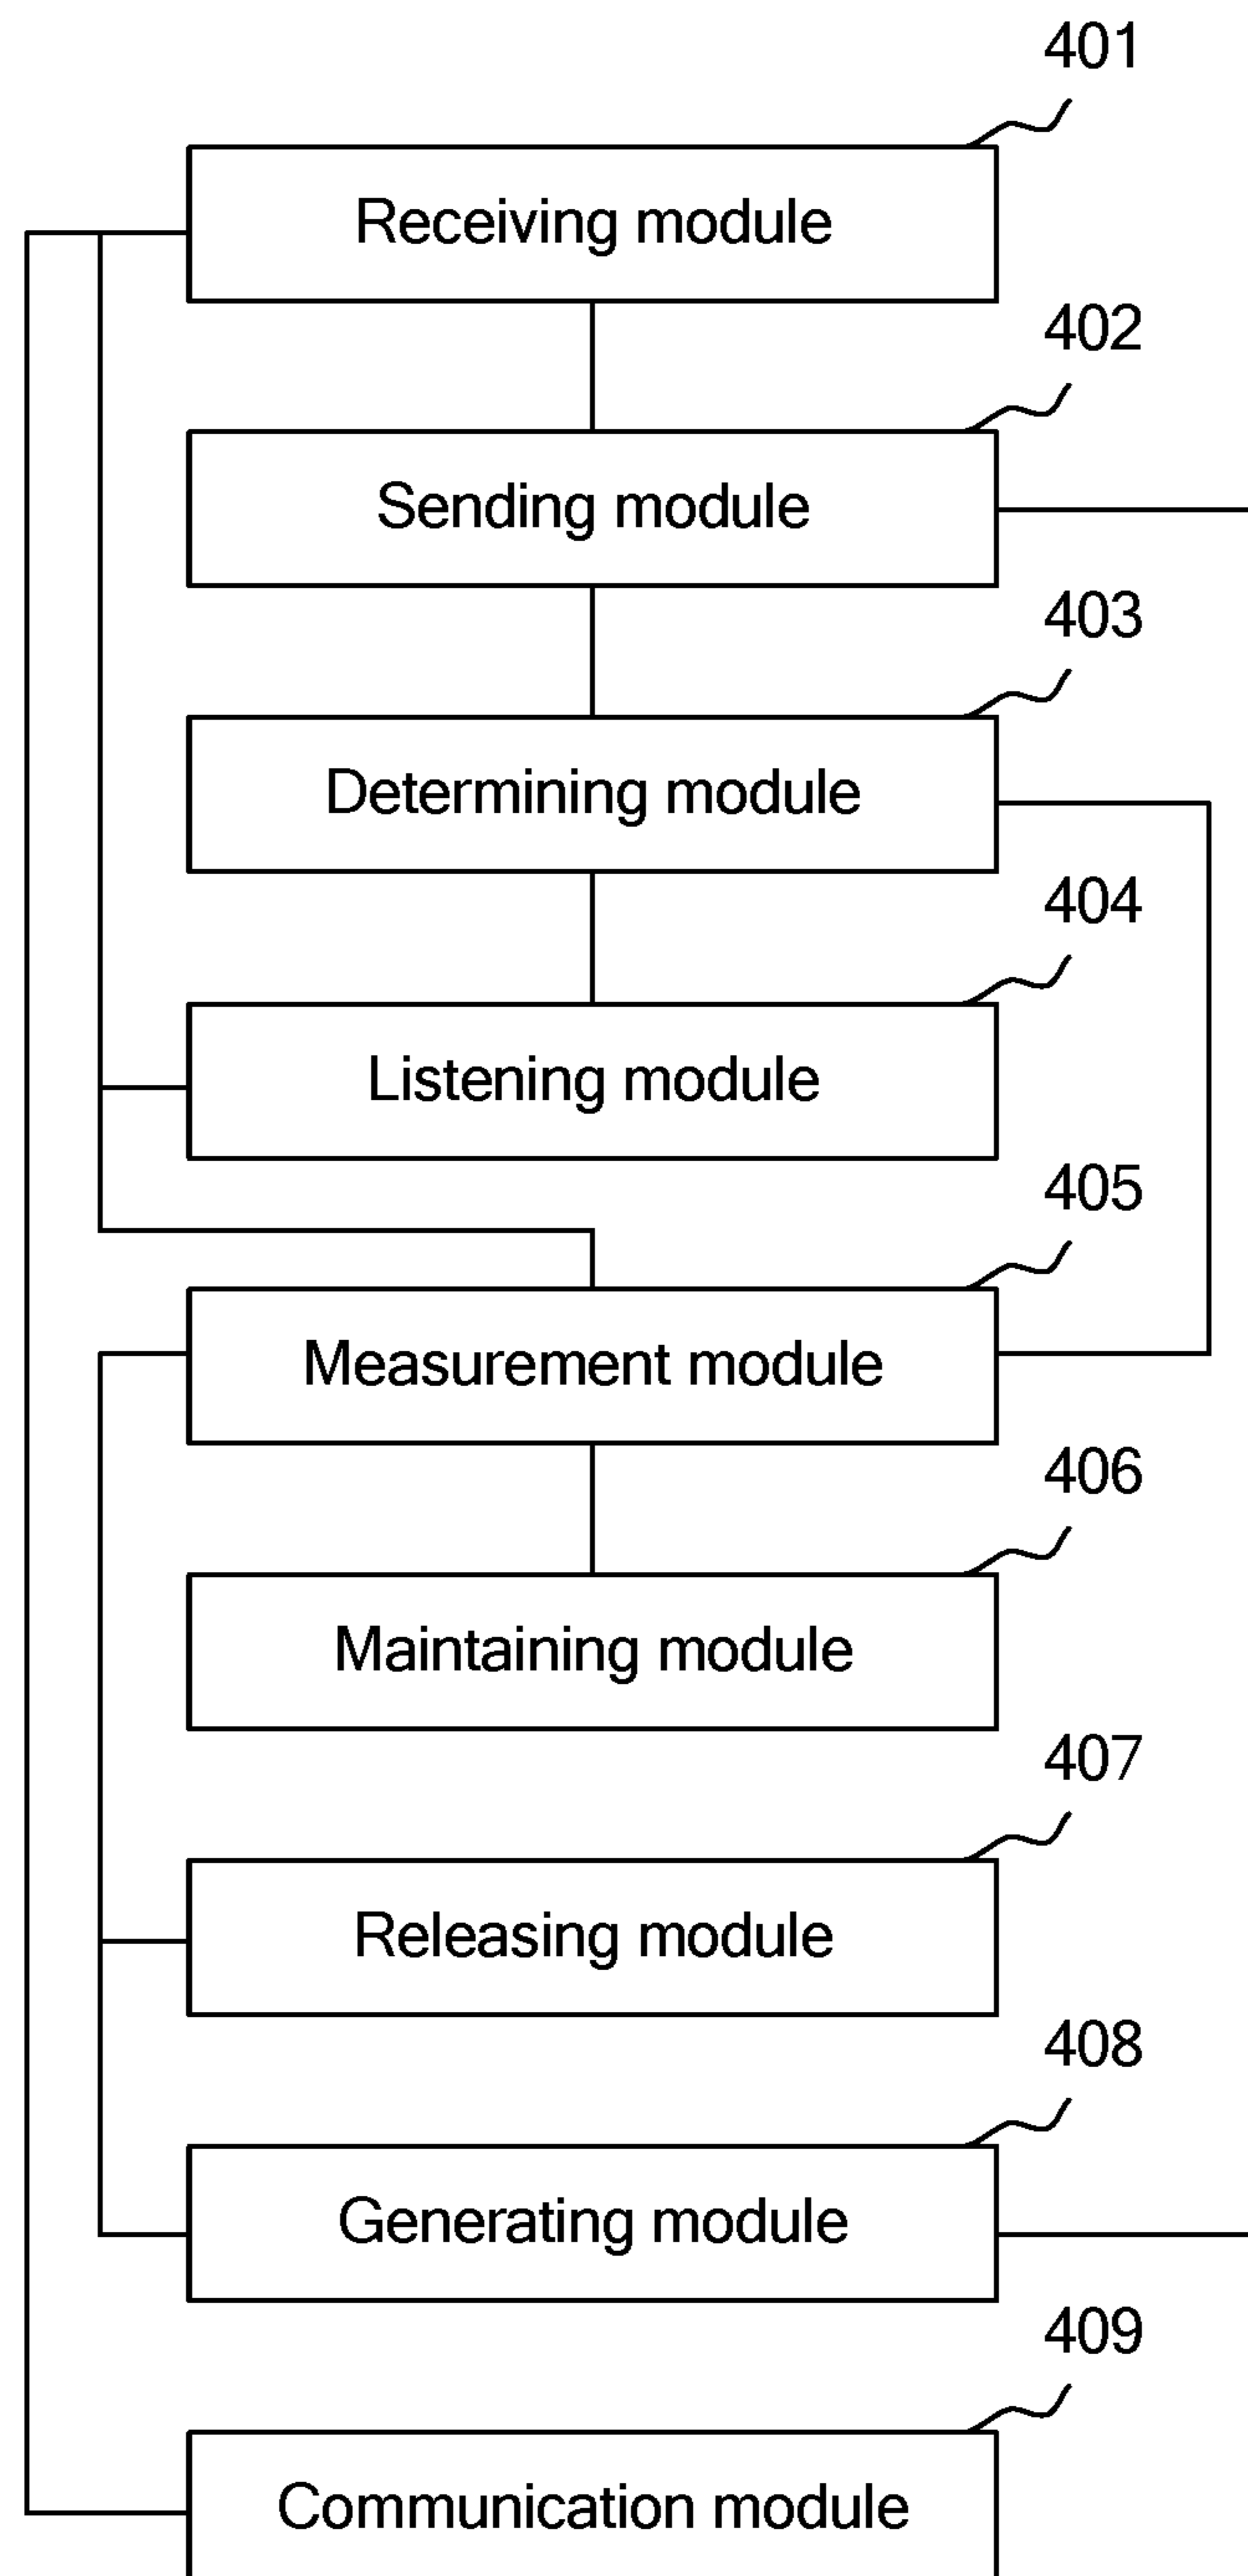 401
Receiving module
402
Sending module
403
Determining module
404
Listening module
405
Measurement module
406
Maintaining module
407
Releasing module
408
Generating module
409
Communication module